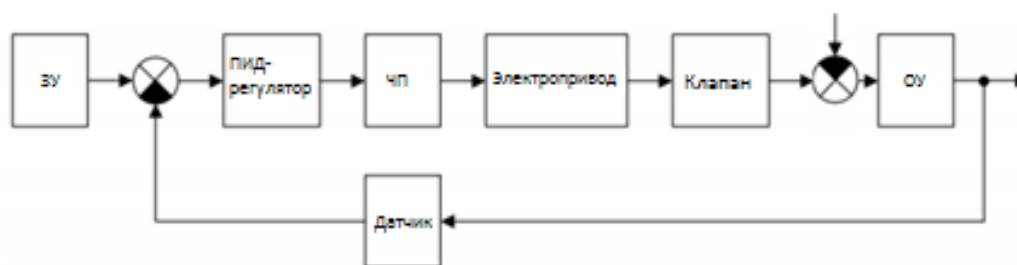 ЗУ
ПИД-
регулятор
ЧП
Электропривод
Клапан
ОУ
Датчик